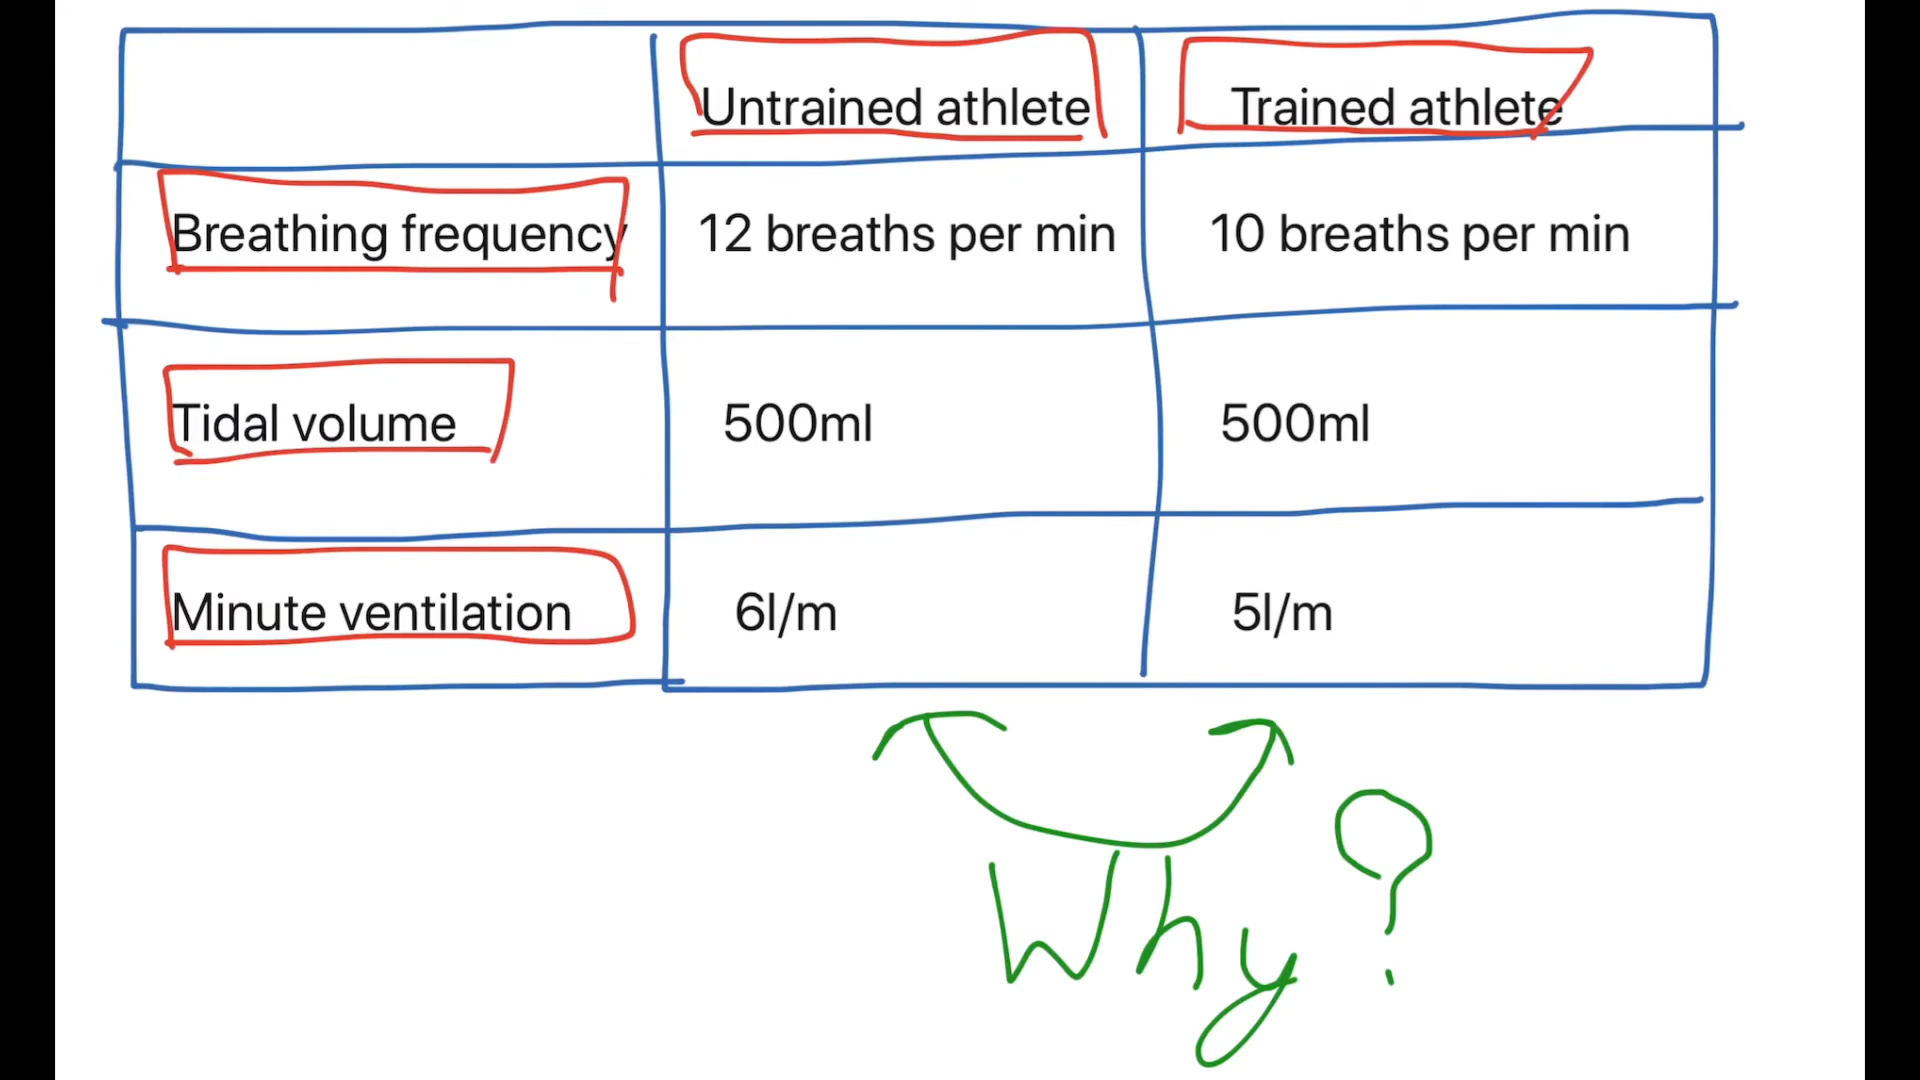 Untrained athlete Trained athlete
Breathing frequency 12 breaths per min 10 breaths per min
Tidal volume 500ml 500ml
Minute ventilation 6l/m 5l/m
Why?